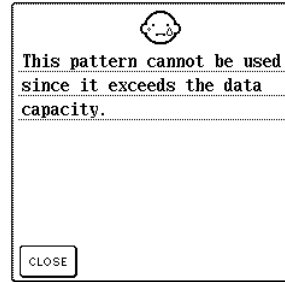 This pattern cannot be used
since it exceeds the data
capacity.
CLOSE